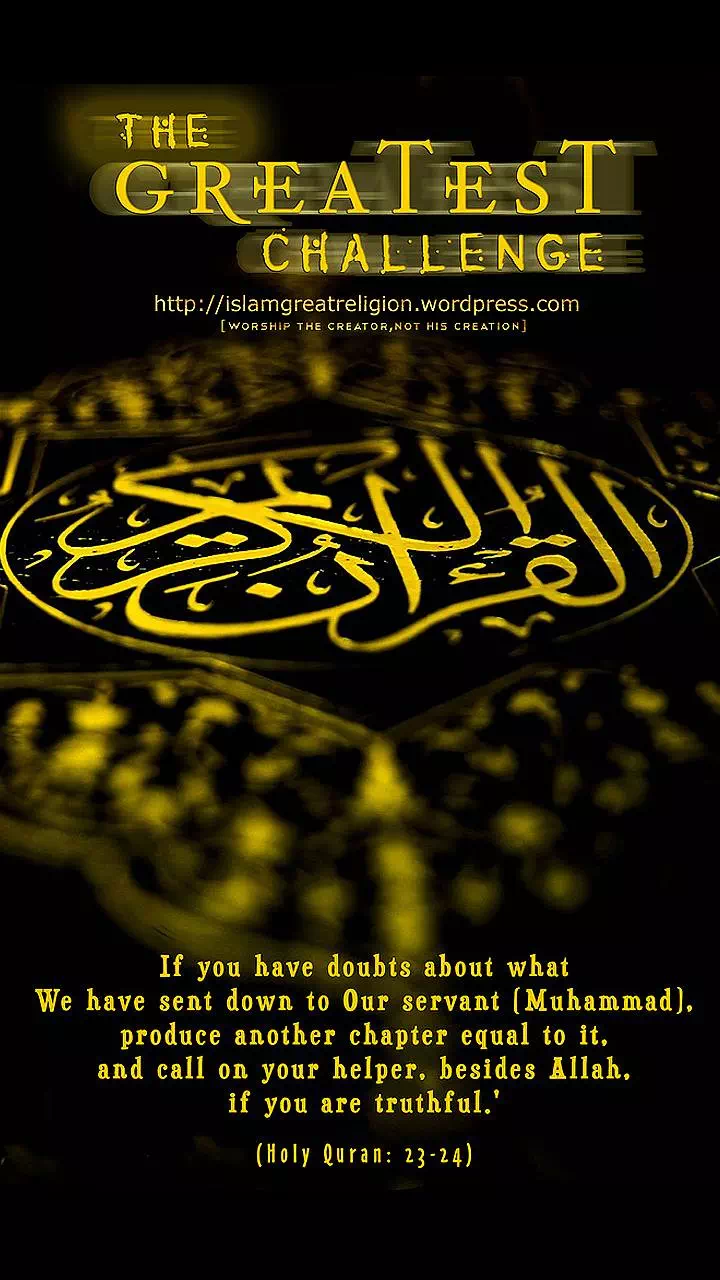 THE
GREATEST
CHALLENGE
http://islamgreatreligion.wordpress.com
[WORSHIP THE CREATOR,NOT HIS CREATION]
القرآن الكريم
If you have doubts about what
We have sent down to Our servant (Muhammad),
produce another chapter equal to it,
and call on your helper, besides Allah,
if you are truthful.'
(Holy Quran: 23-24)